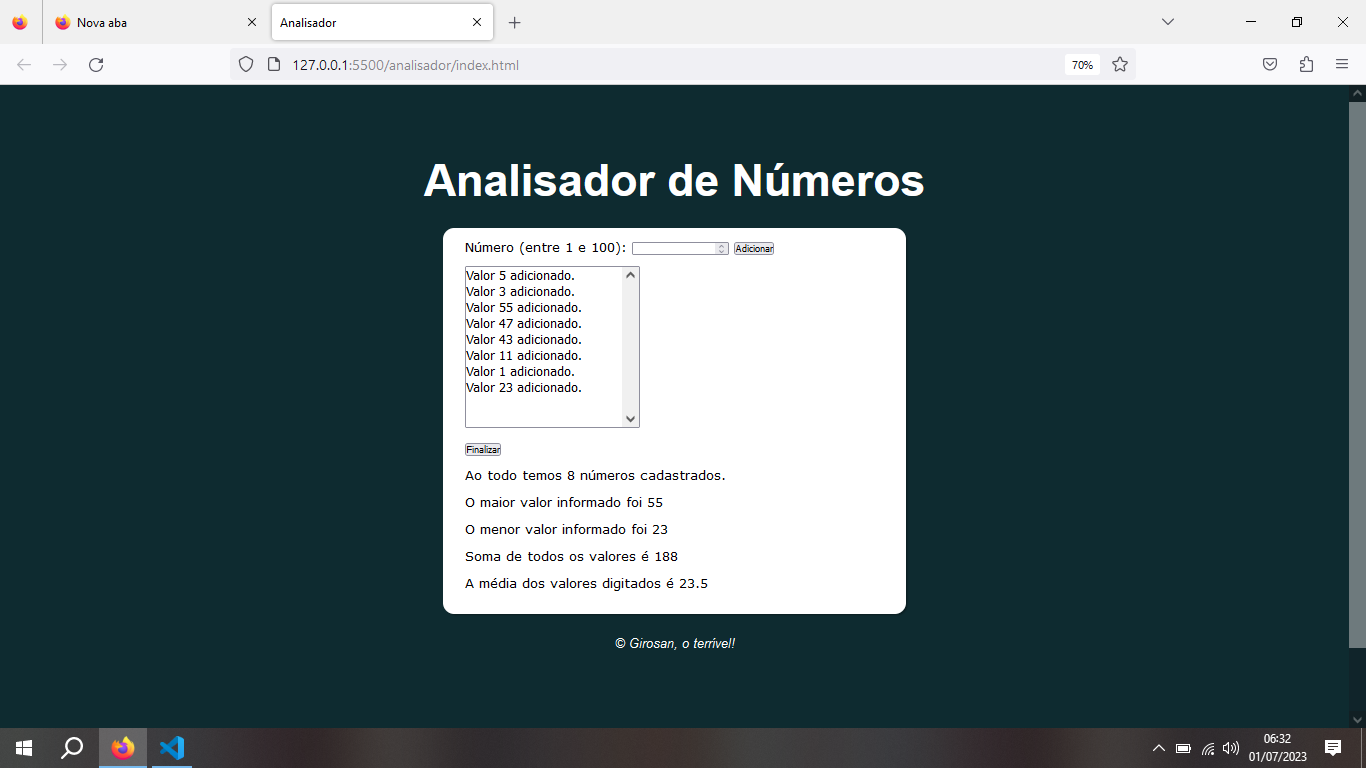 Nova aba
Analisador
127.0.0.1:5500/analisador/index.html
70%
Analisador de Números
Número (entre 1 e 100):
Adicionar
Valor 5 adicionado.
Valor 3 adicionado.
Valor 55 adicionado.
Valor 47 adicionado.
Valor 43 adicionado.
Valor 11 adicionado.
Valor 1 adicionado.
Valor 23 adicionado.
Finalizar
Ao todo temos 8 números cadastrados.
O maior valor informado foi 55
O menor valor informado foi 23
Soma de todos os valores é 188
A média dos valores digitados é 23.5
© Girosan, o terrível!
06:32
01/07/2023